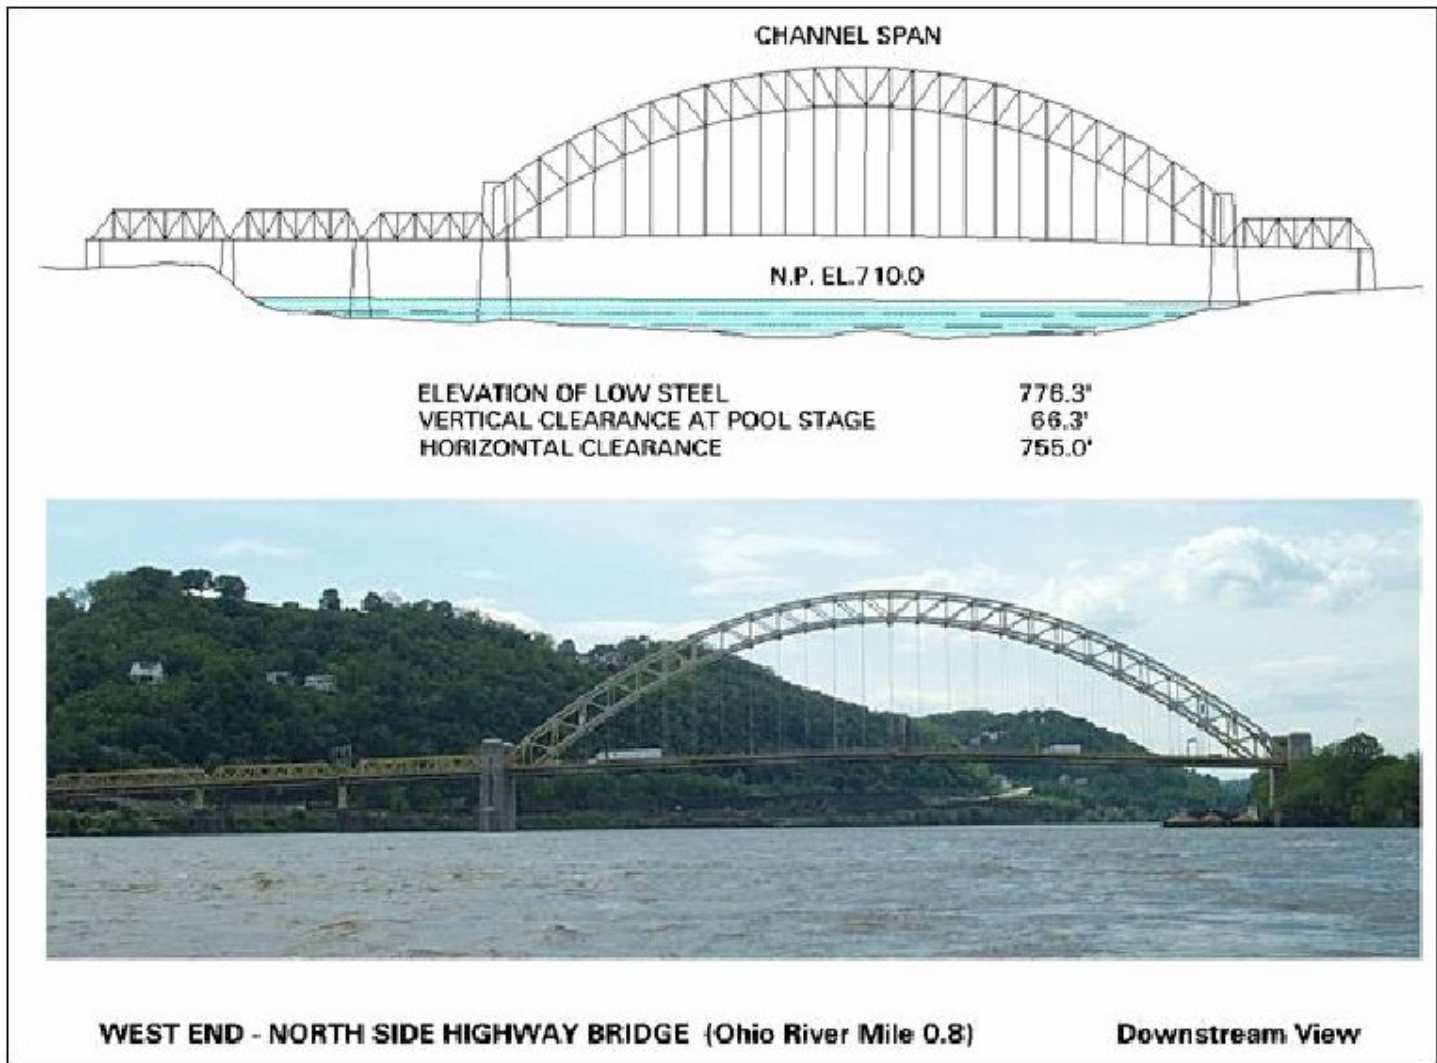 CHANNEL SPAN
N.P. EL.710.0
ELEVATION OF LOW STEEL 776.3'
VERTICAL CLEARANCE AT POOL STAGE 66.3'
HORIZONTAL CLEARANCE 755.0'
WEST END - NORTH SIDE HIGHWAY BRIDGE (Ohio River Mile 0.8) Downstream View